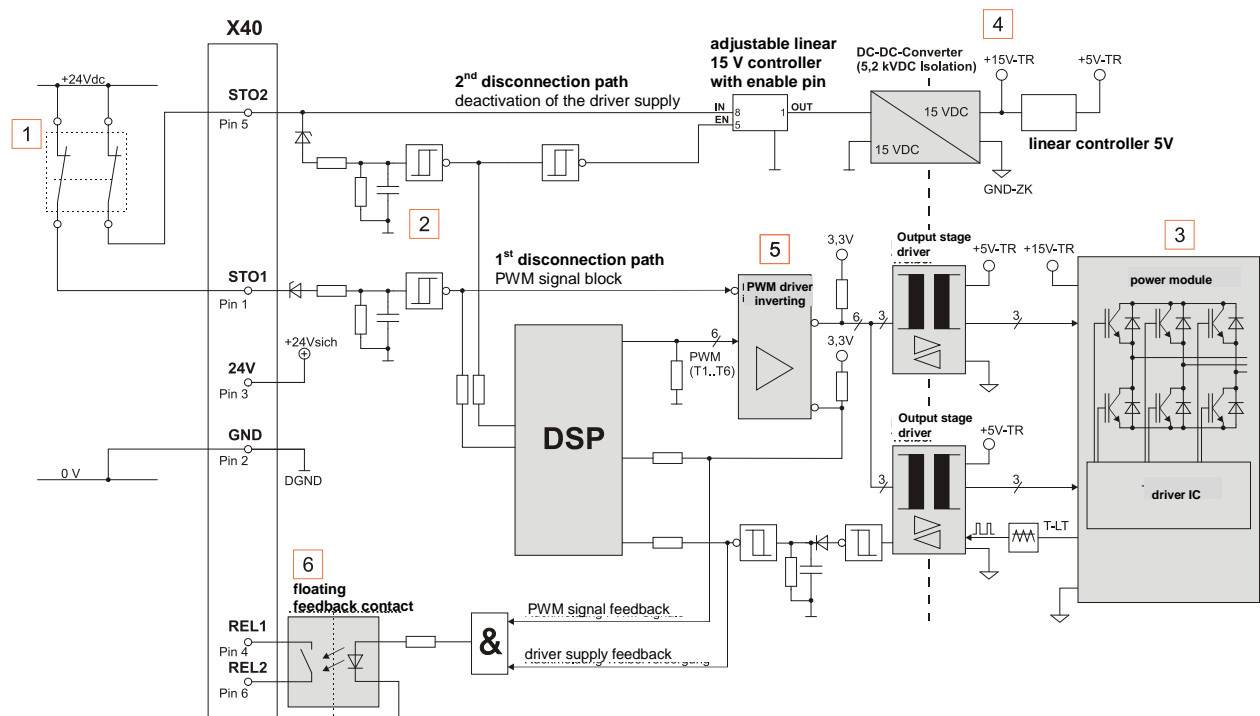 X40
1
+24Vdc
STO2
Pin 5
2nd disconnection path
deactivation of the driver supply
adjustable linear
15 V controller
with enable pin
IN
8
1
OUT
EN
5
DC-DC-Converter
(5,2 kVDC Isolation)
15 VDC
15 VDC
4
+15V-TR
+5V-TR
linear controller 5V
GND-ZK
2
1st disconnection path
PWM signal block
STO1
Pin 1
+24Vsich
24V
Pin 3
GND
Pin 2
0 V
DGND
DSP
6
PWM
(T1..T6)
5
PWM driver
inverting
3,3V
3,3V
6
3
3
Output stage
driver
+5V-TR
+15V-TR
3
3
power module
driver IC
Output stage
driver
+5V-TR
3
T-LT
6
floating
feedback contact
REL1
Pin 4
REL2
Pin 6
&
PWM signal feedback
driver supply feedback